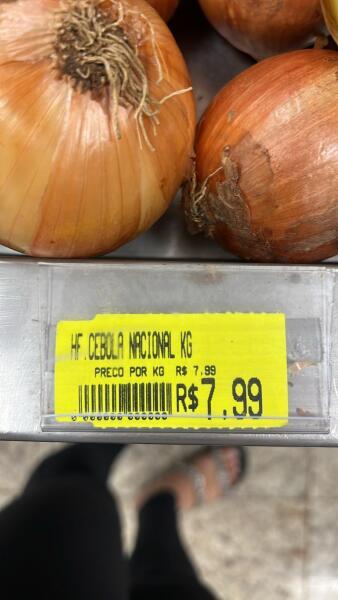 HF.CEBOLA NACIONAL KG
PRECO POR KG R$ 7.99
R$7,99